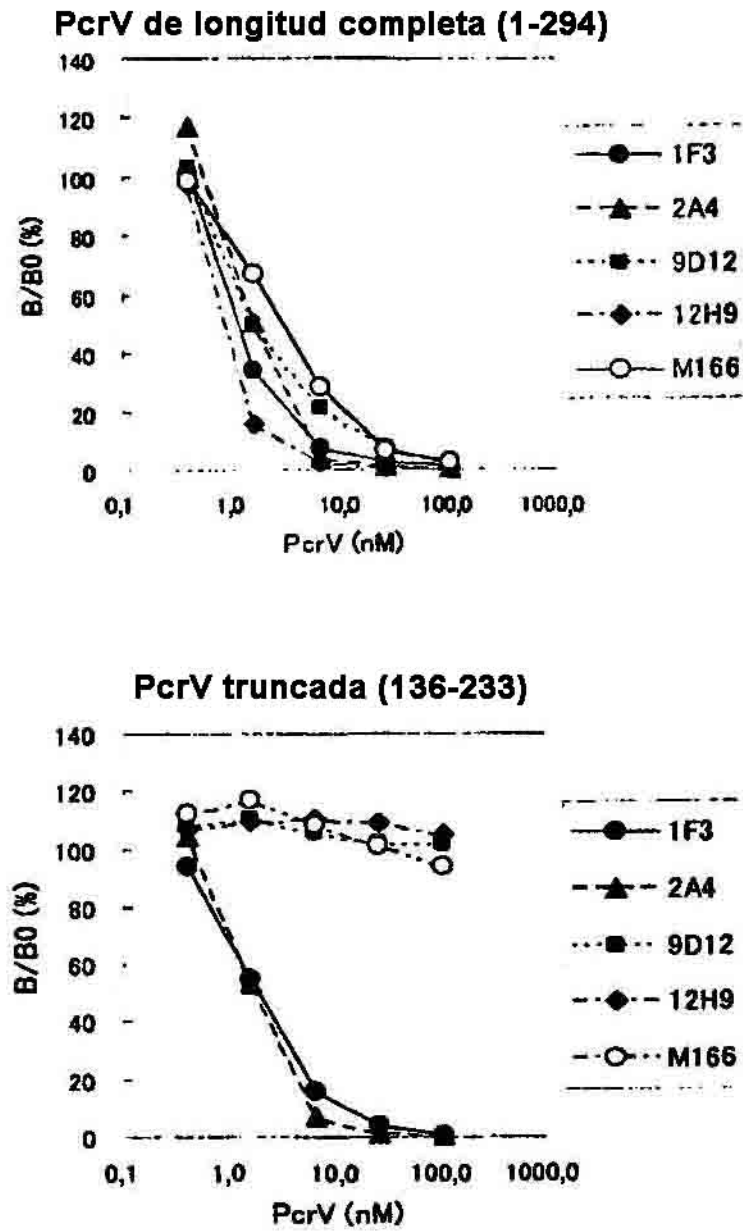 PcrV de longitud completa (1-294)
140
120
100
80
60
40
20
0
B/B0 (%)
0,1 1,0 10,0 100,0 1000,0
PcrV (nM)
1F3
2A4
9D12
12H9
M166
PcrV truncada (136-233)
140
120
100
80
60
40
20
0
B/B0 (%)
0,1 1,0 10,0 100,0 1000,0
PcrV (nM)
1F3
2A4
9D12
12H9
M166